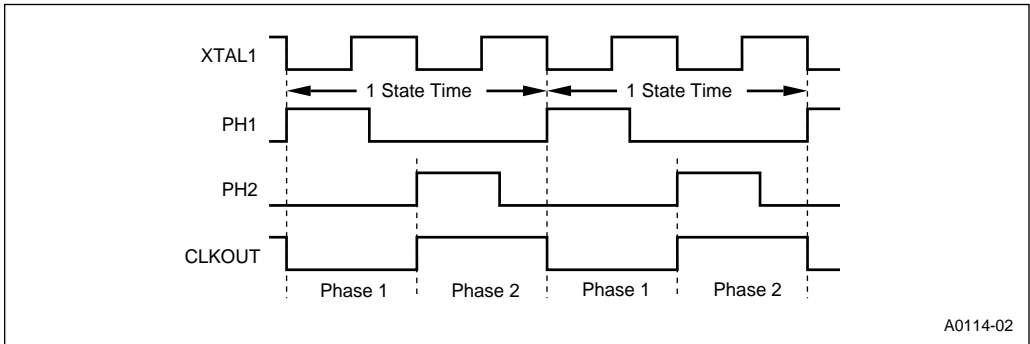 XTAL1
1 State Time 1 State Time
PH1
PH2
CLKOUT
Phase 1 Phase 2 Phase 1 Phase 2
A0114-02